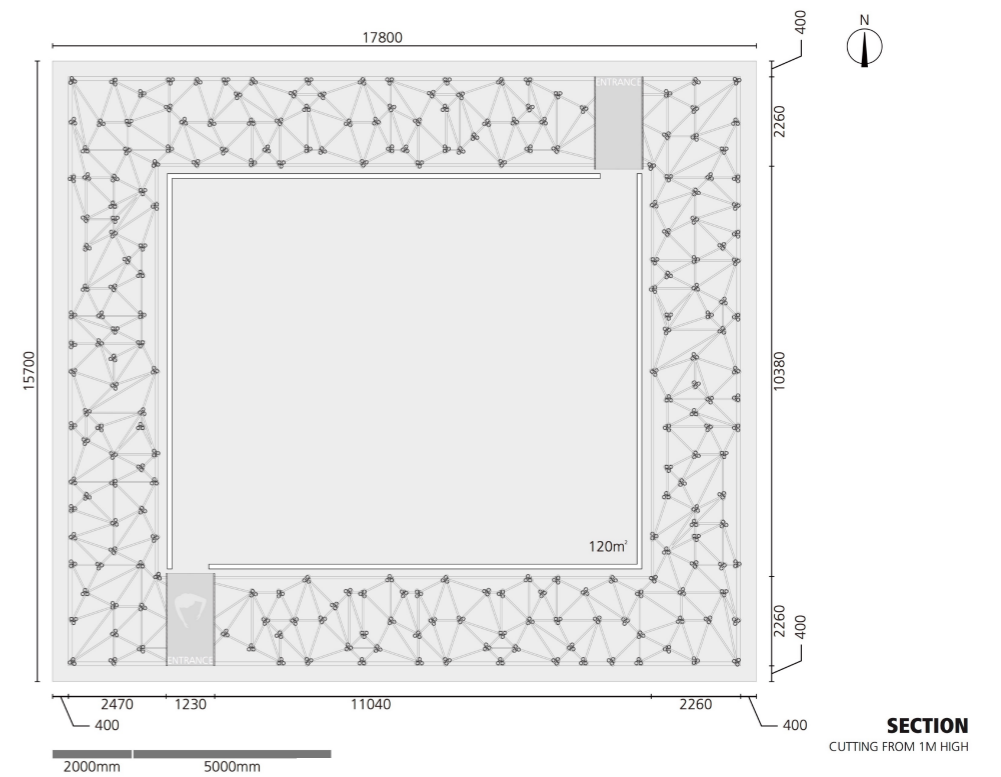 17800
400
N
ENTRANCE
2260
15700
10380
120m²
2260
400
ENTRANCE
2470
1230
11040
2260
400
400
SECTION
CUTTING FROM 1M HIGH
2000mm
5000mm